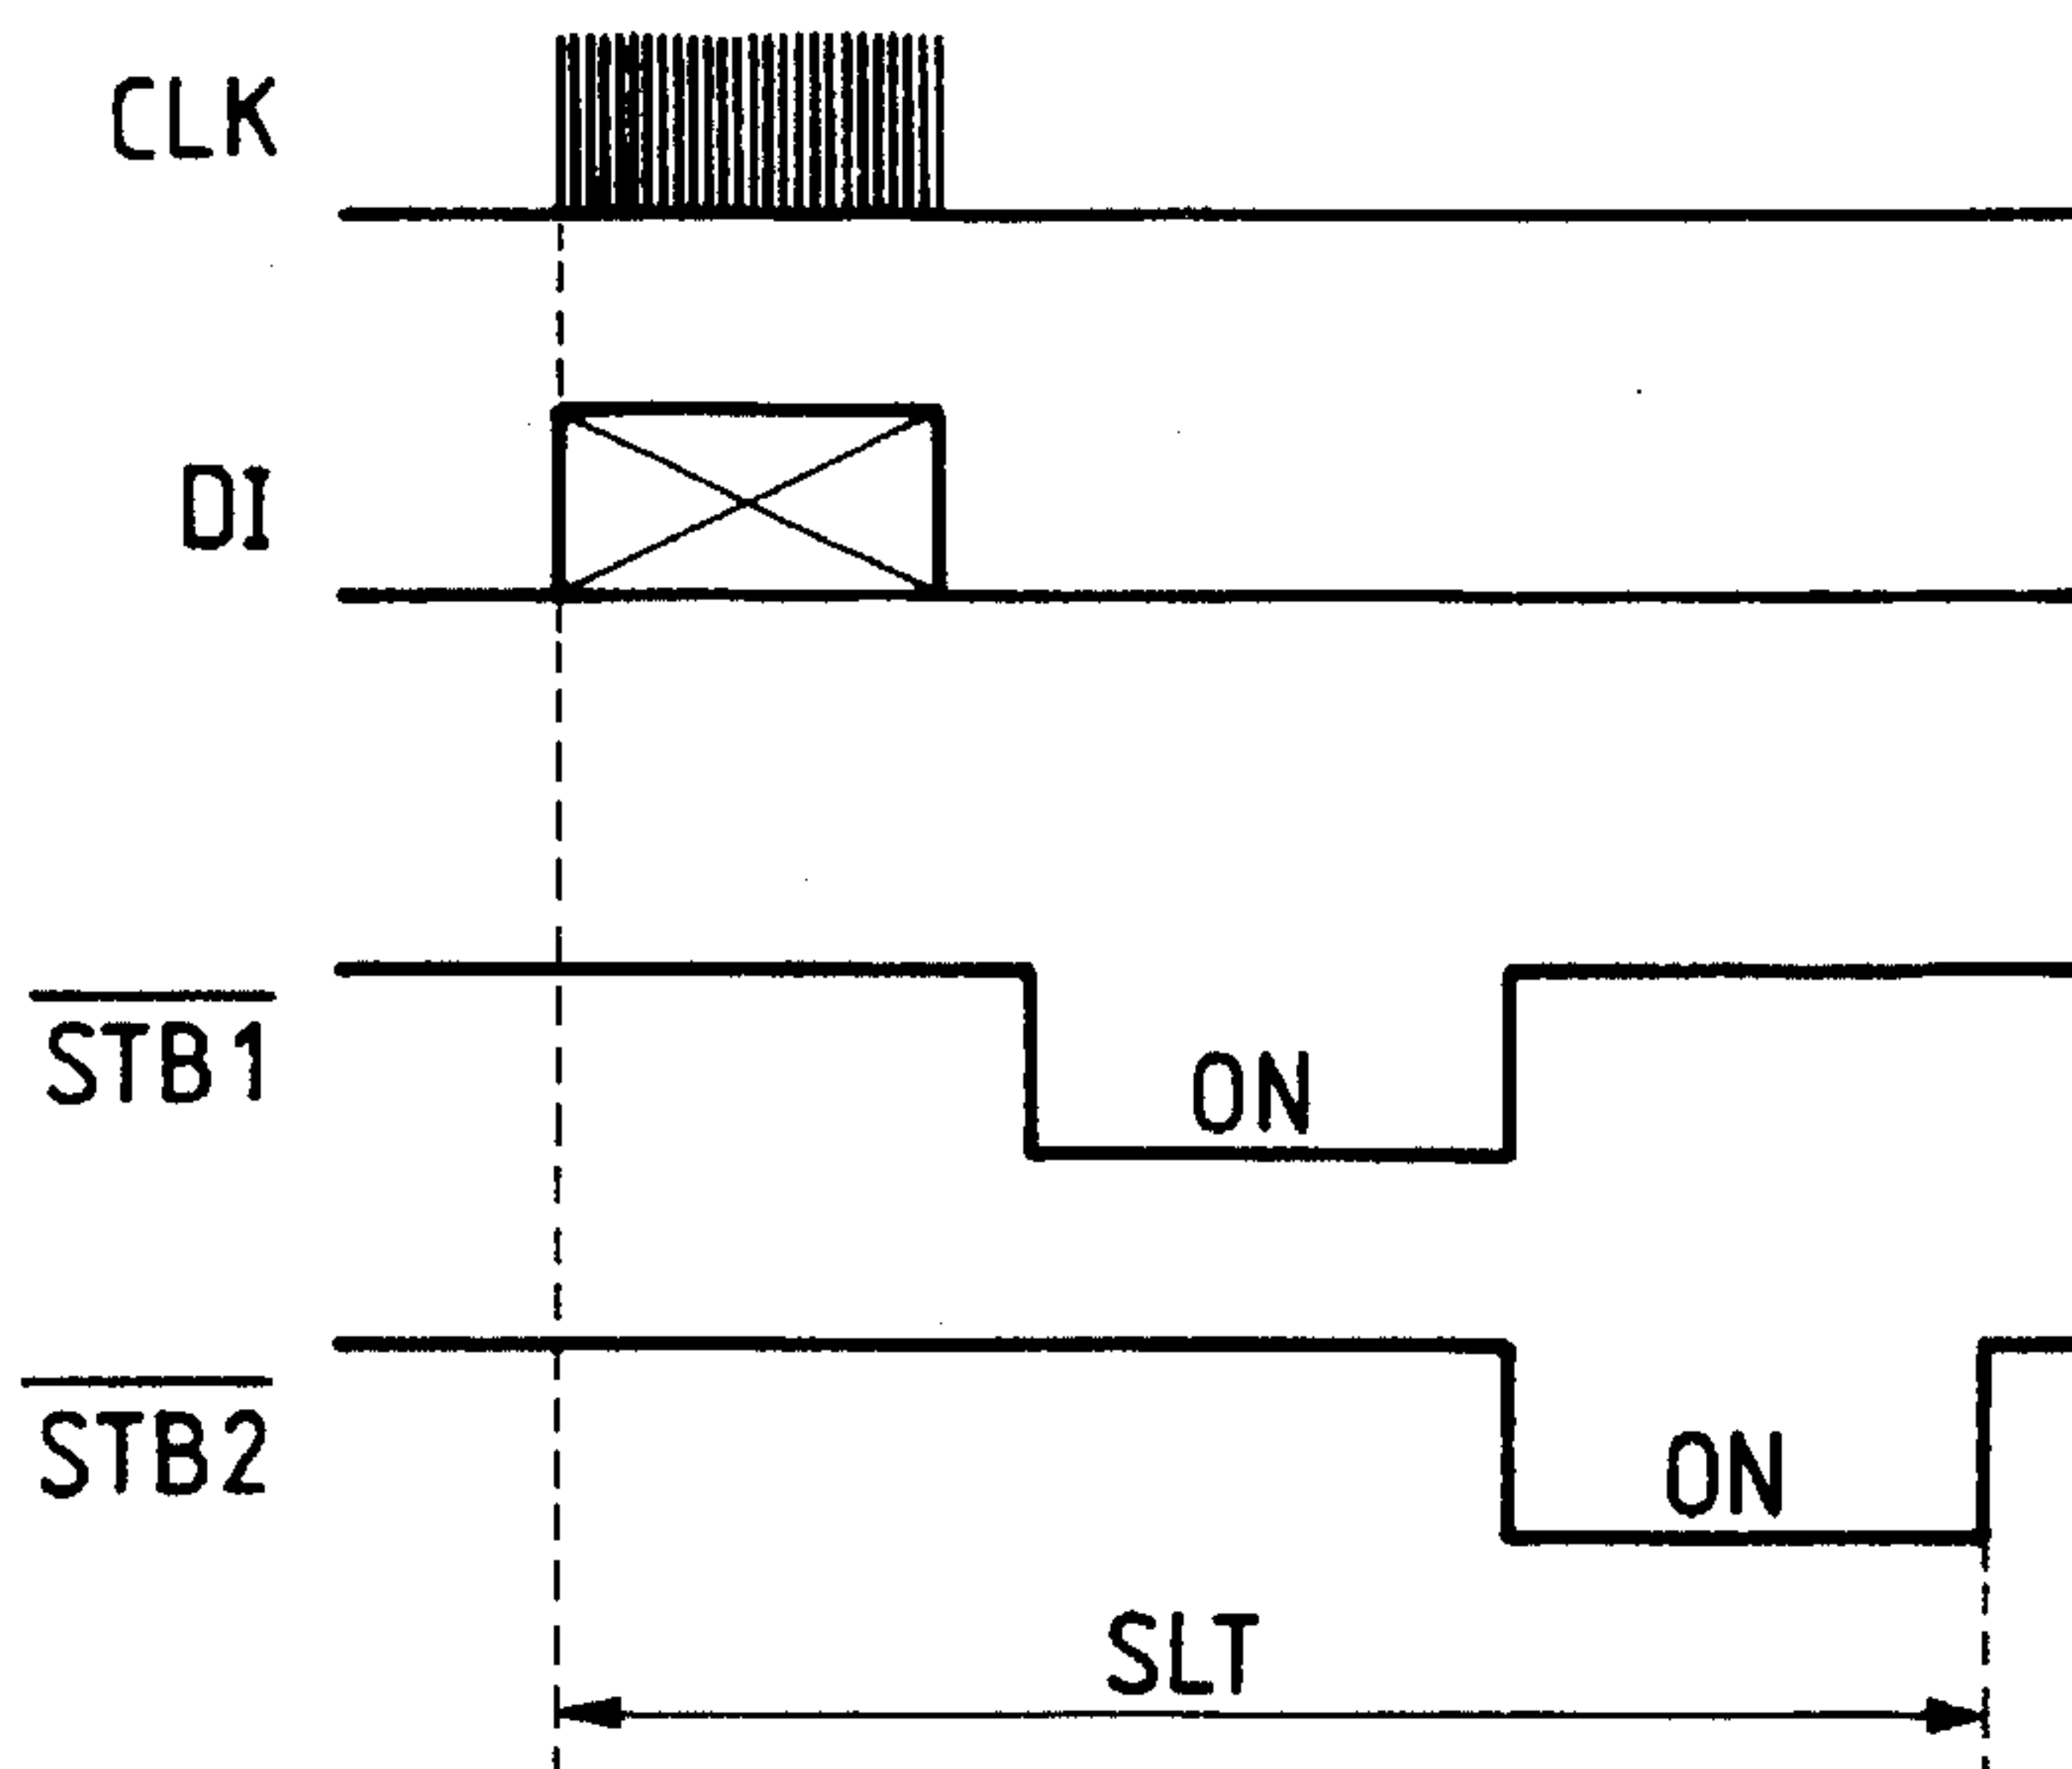 CLK
DI
STB1
ON
STB2
ON
SLT